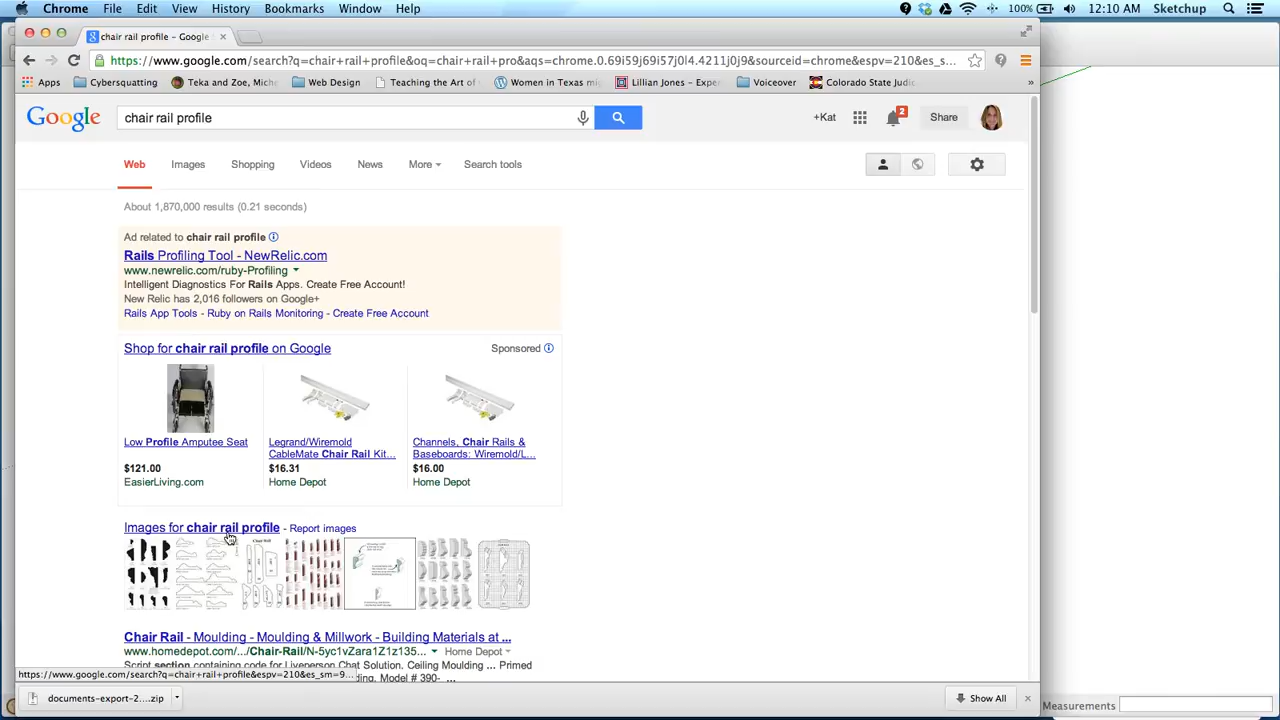 Chrome File Edit View History Bookmarks Window Help 100% 12:10 AM Sketchup
chair rail profile - Google
https://www.google.com/search?q=chair+rail+profile&oq=chair+rail+pro&aqs=chrome.0.69i59j69i57j0l4.4211j0j9&sourceid=chrome&espv=210&es_s...
Apps Cybersquatting Teka and Zoe, Mich Web Design Teaching the Art of Women in Texas mi Lillian Jones - Expe Voiceover Colorado State Judi »
Google chair rail profile +Kat 2 Share
Web Images Shopping Videos News More Search tools
About 1,870,000 results (0.21 seconds)
Ad related to chair rail profile
Rails Profiling Tool - NewRelic.com
www.newrelic.com/ruby-Profiling
Intelligent Diagnostics For Rails Apps. Create Free Account!
New Relic has 2,016 followers on Google+
Rails App Tools - Ruby on Rails Monitoring - Create Free Account
Shop for chair rail profile on Google Sponsored
Low Profile Amputee Seat
$121.00
EasierLiving.com
Legrand/Wiremold
CableMate Chair Rail Kit...
$16.31
Home Depot
Channels, Chair Rails &
Baseboards: Wiremold/L...
$16.00
Home Depot
Images for chair rail profile - Report images
Chair Rail
Chair Rail - Moulding - Moulding & Millwork - Building Materials at ...
www.homedepot.com/.../Chair-Rail/N-5yc1vZara1Z1z135... Home Depot
Script section containing code for Liveperson Chat Solution. Ceiling Moulding ... Primed
ding. Model # 390- ...
https://www.google.com/search?q=chair+rail+profile&espv=210&es_sm=9...
documents-export-2....zip Show All
Measurements